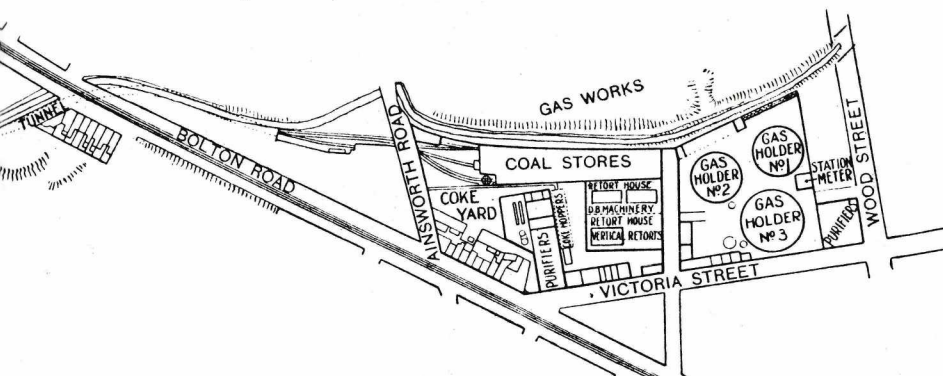 GAS WORKS
TUNNEL
BOLTON ROAD
AINSWORTH ROAD
COAL STORES
COKE
YARD
PURIFIERS
COKE HOPPERS
RETORT HOUSE
D.B. MACHINERY
RETORT HOUSE
VERTICAL RETORTS
GAS
HOLDER
Nº1
GAS
HOLDER
Nº2
GAS
HOLDER
Nº3
STATION
METER
PURIFIERS
WOOD STREET
VICTORIA STREET